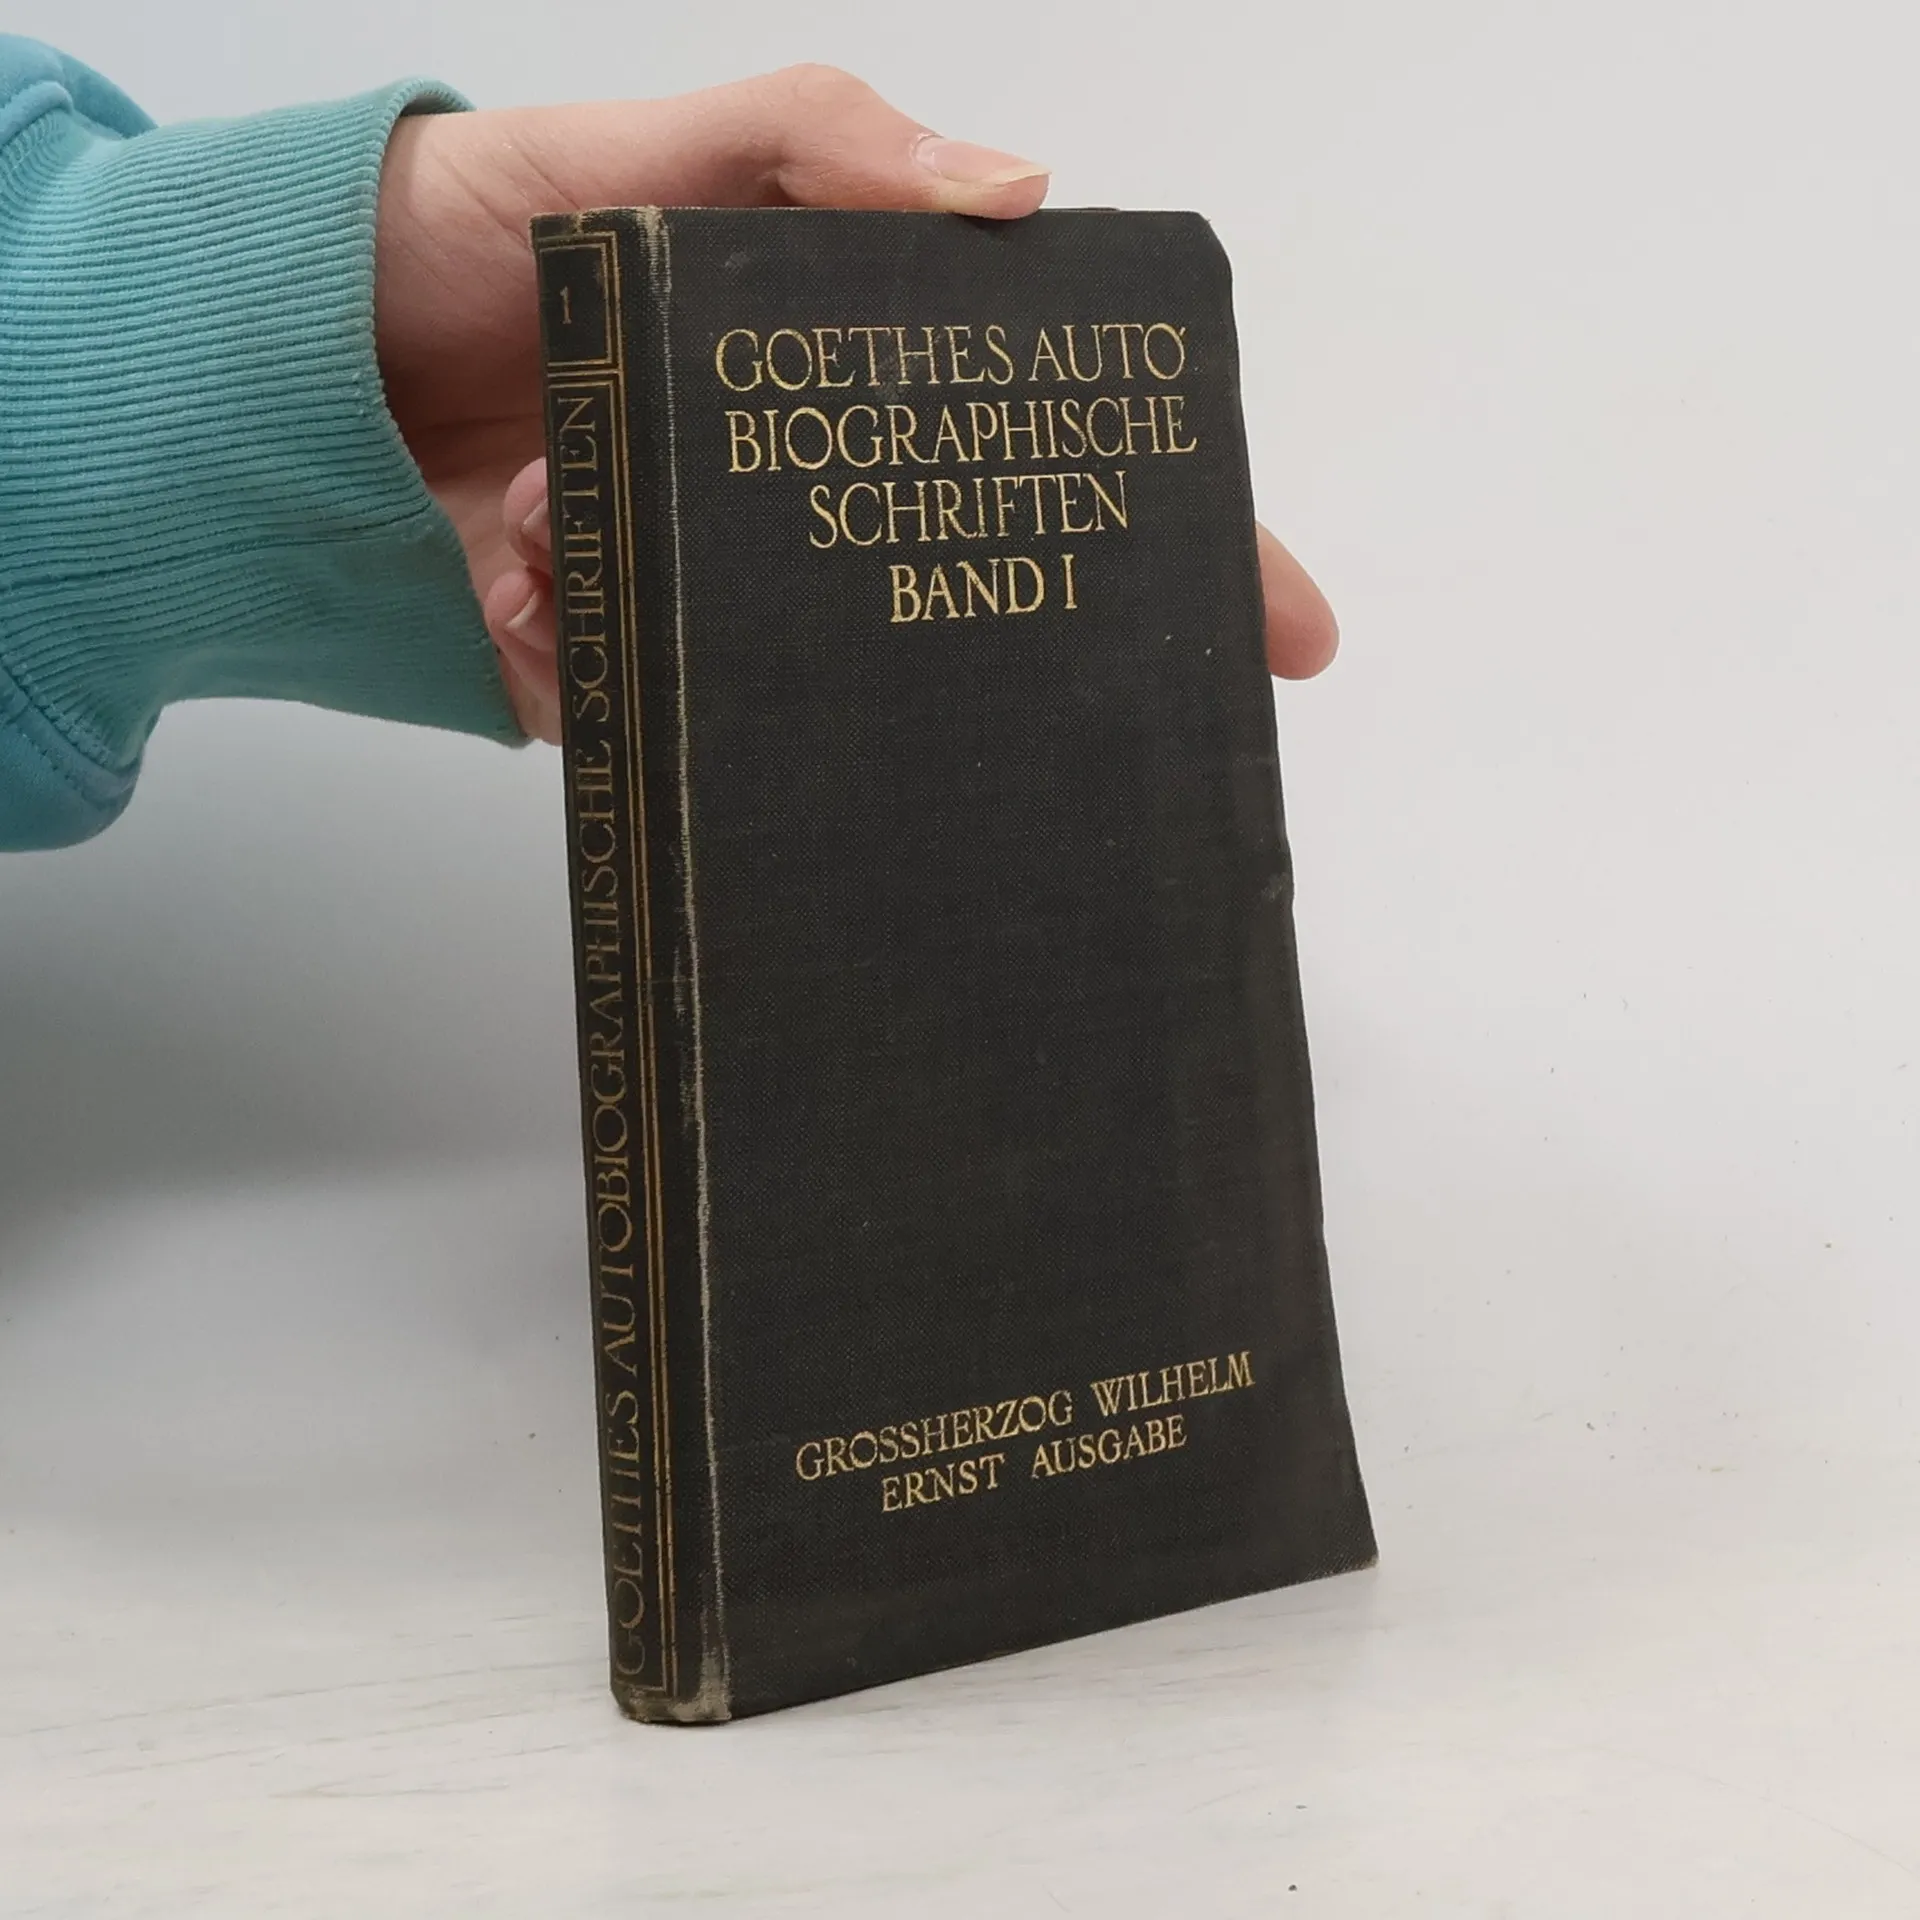 GOETHES AUTO
BIOGRAPHISCHE
SCHRIFTEN
BAND I
GROSSHERZOG WILHELM
ERNST AUSGABE
1
GOETHES AUTOBIOGRAPHISCHE SCHRIFTEN